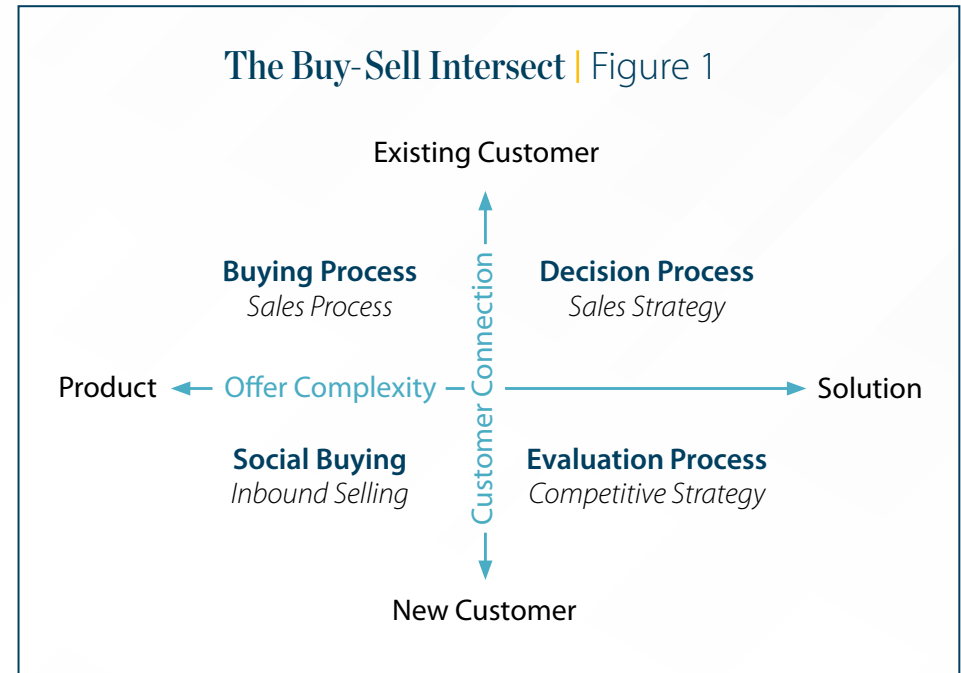 The Buy-Sell Intersect | Figure 1
Existing Customer
Buying Process
Sales Process
Decision Process
Sales Strategy
Customer Connection
Product
Offer Complexity
Solution
Social Buying
Inbound Selling
Evaluation Process
Competitive Strategy
New Customer